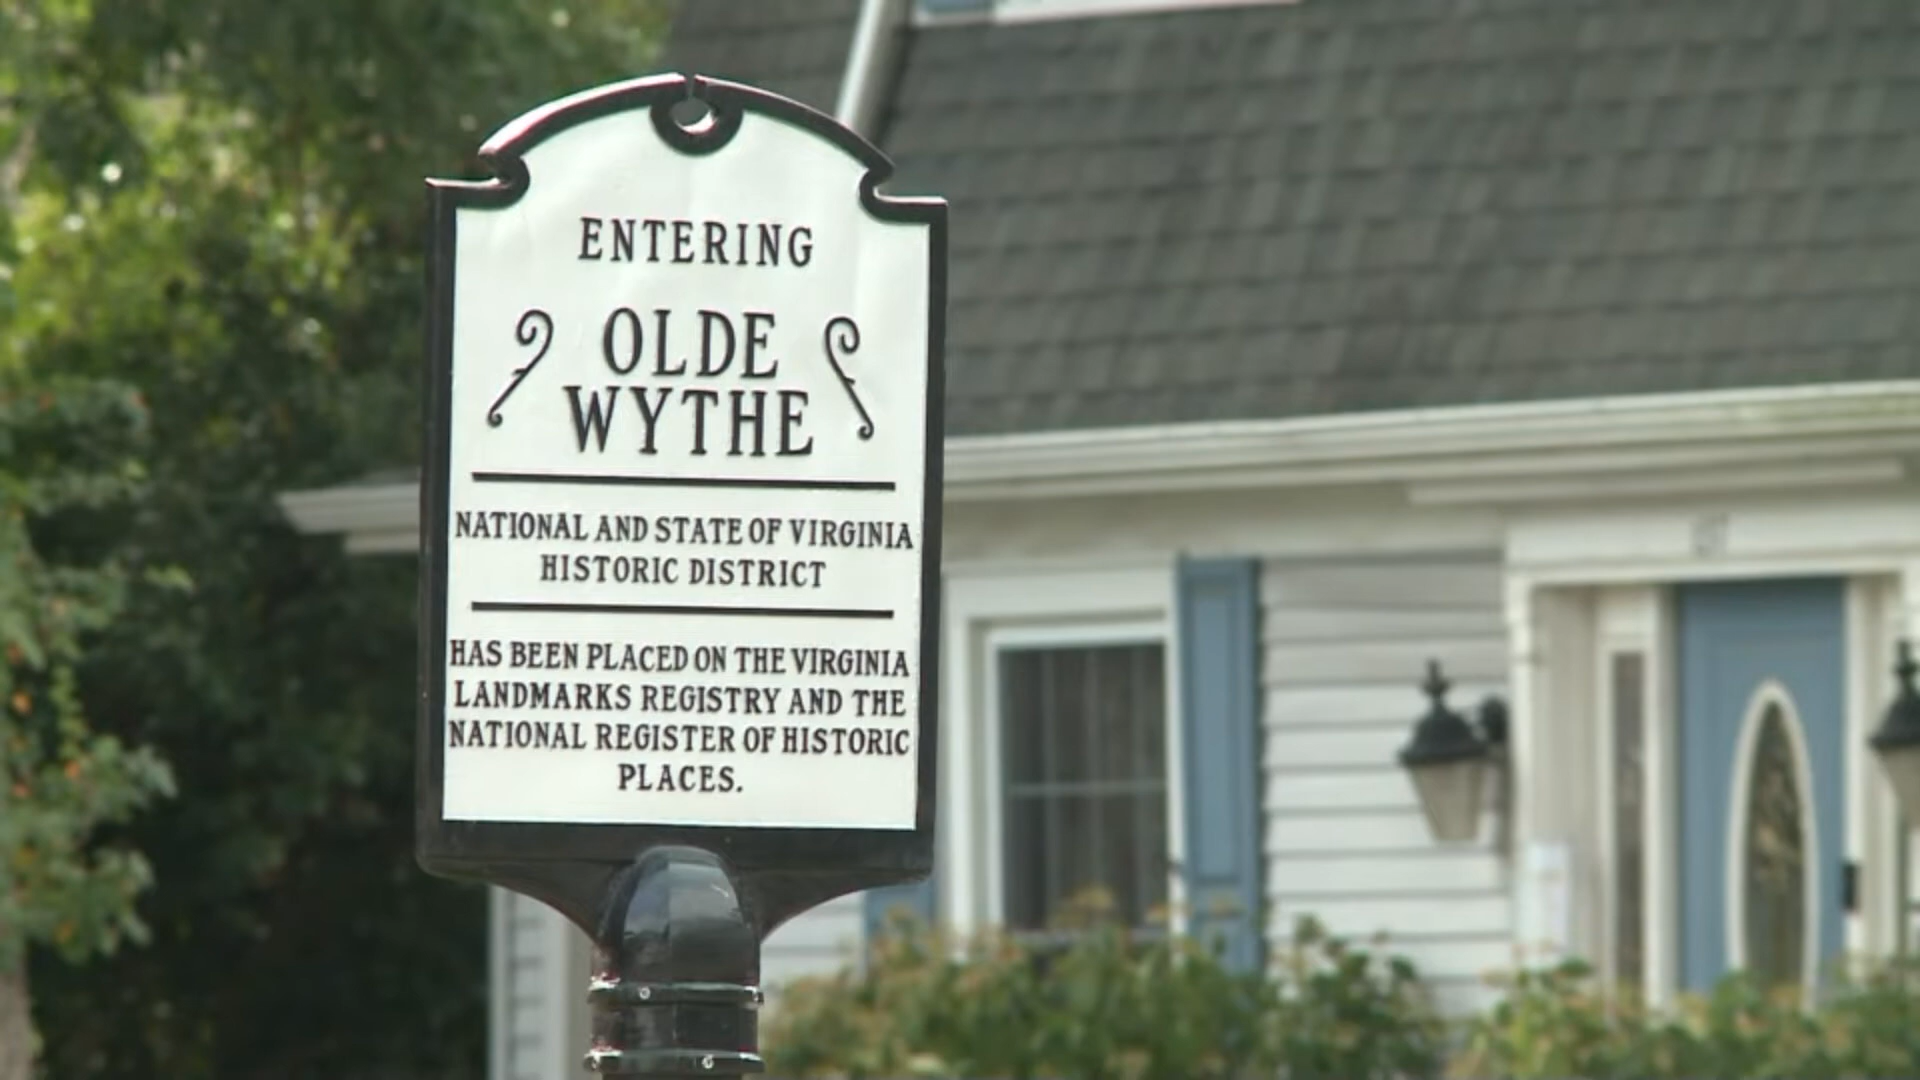 ENTERING
OLDE
WYTHE
NATIONAL AND STATE OF VIRGINIA
HISTORIC DISTRICT
HAS BEEN PLACED ON THE VIRGINIA
LANDMARKS REGISTRY AND THE
NATIONAL REGISTER OF HISTORIC
PLACES.